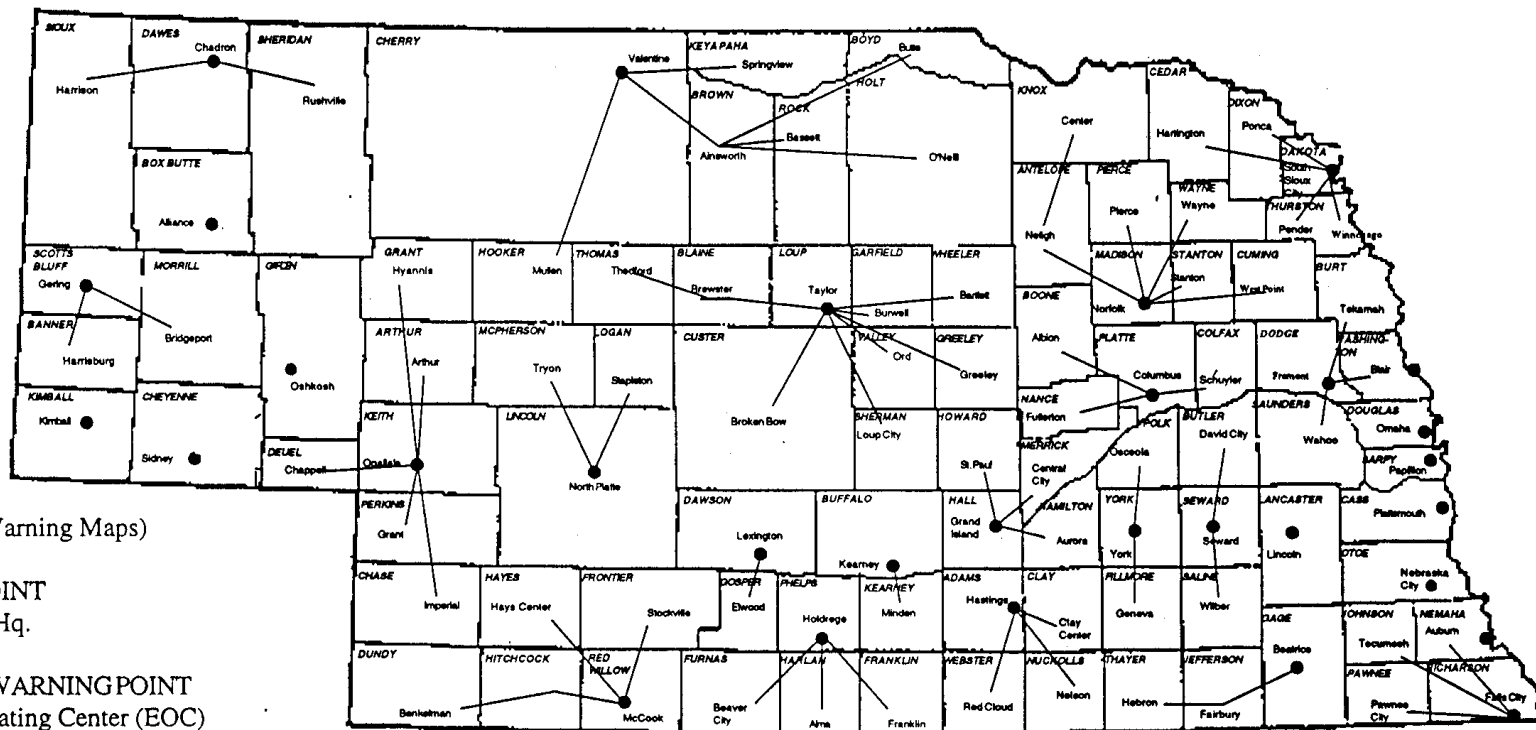 SIOUX
DAWES
Chadron
SHERIDAN
CHERRY
Harrison
Rushville
BOX BUTTE
Alliance
Valentine
KEYA PAHA
Springview
BOYD
Butte
HOLT
BROWN
ROCK
Bassett
Ainsworth
O'Neill
KNOX
Center
CEDAR
Hartington
DIXON
Ponca
DAKOTA
South
Sioux
City
ANTELOPE
PIERCE
Pierce
WAYNE
Wayne
THURSTON
Pender
Winnebago
Neligh
SCOTTS
BLUFF
Gering
MORRILL
BANNER
Harrisburg
Bridgeport
Oshkosh
KIMBALL
Kimball
CHEYENNE
Sidney
GRANT
Hyannis
HOOKER
Mullen
THOMAS
Thedford
BLAINE
Brewster
LOUP
Taylor
GARFIELD
Burwell
WHEELER
Bartlett
BOONE
Albion
MADISON
Norfolk
STANTON
Stanton
CUMING
West Point
BURT
Tekamah
ARTHUR
Arthur
MCPHERSON
Tryon
LOGAN
Stapleton
CUSTER
Broken Bow
VALLEY
Ord
GREELEY
Greeley
PLATTE
Columbus
COLFAX
Schuyler
DODGE
Fremont
WASHING-
TON
Blair
NANCE
Fullerton
KEITH
Ogallala
LINCOLN
North Platte
SHERMAN
Loup City
HOWARD
St. Paul
MERRICK
Central
City
POLK
Osceola
BUTLER
David City
SAUNDERS
Wahoo
DOUGLAS
Omaha
SARPY
Papillion
DEUEL
Chappell
PERKINS
Grant
DAWSON
Lexington
BUFFALO
Kearney
HALL
Grand
Island
HAMILTON
Aurora
YORK
York
SEWARD
Seward
LANCASTER
Lincoln
CASS
Plattsmouth
OTOE
Nebraska
City
Warning Maps)
OINT
Hq.
WARNING POINT
ating Center (EOC)
CHASE
Imperial
HAYES
Hays Center
FRONTIER
Stockville
GOSPER
Elwood
PHELPS
Holdrege
KEARNEY
Minden
ADAMS
Hastings
CLAY
Clay
Center
FILLMORE
Geneva
SALINE
Wilber
GAGE
Beatrice
JOHNSON
Tecumseh
NEMAHA
Auburn
DUNDY
Benkelman
HITCHCOCK
RED
WILLOW
McCook
FURNAS
Beaver
City
HARLAN
Alma
FRANKLIN
Franklin
WEBSTER
Red Cloud
NUCKOLLS
Nelson
THAYER
Hebron
JEFFERSON
Fairbury
PAWNEE
Pawnee
City
RICHARSON
Falls City